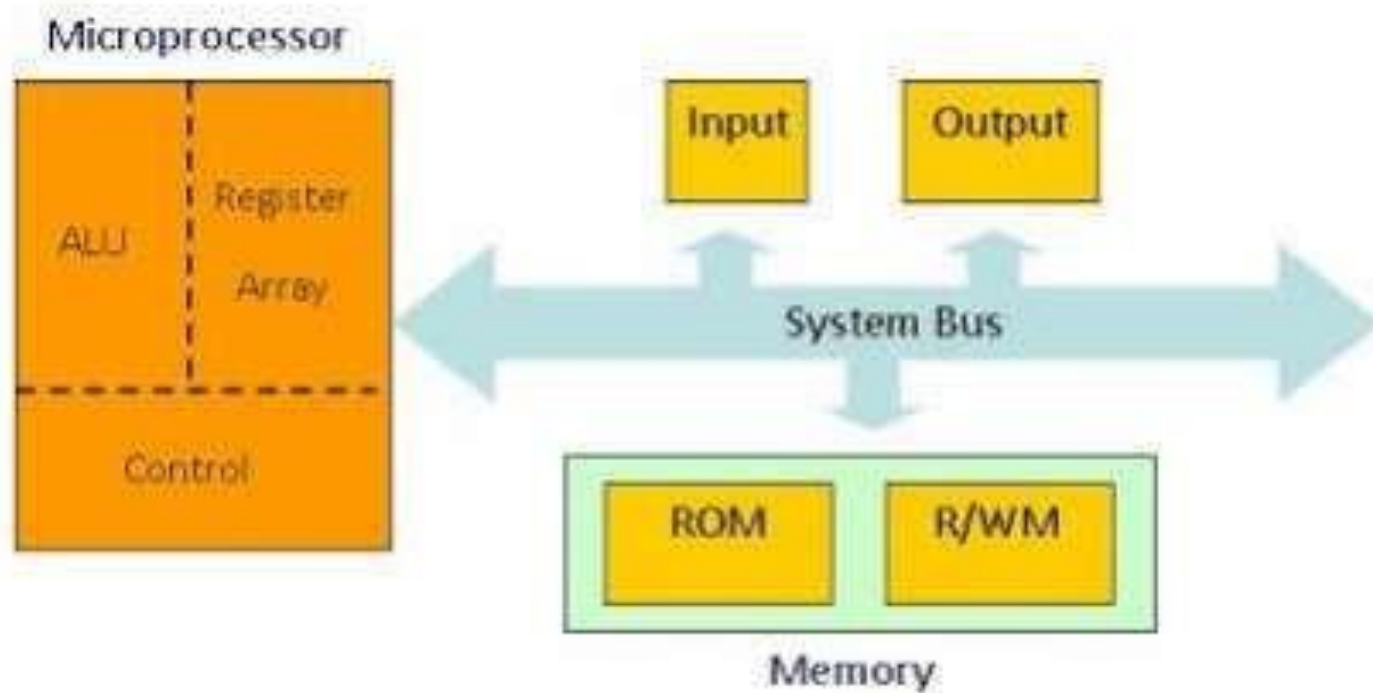 Microprocessor
Input
Output
Register
ALU
Array
System Bus
Control
ROM
R/WM
Memory